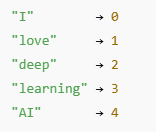 "I" → 0
"love" → 1
"deep" → 2
"learning" → 3
"AI" → 4